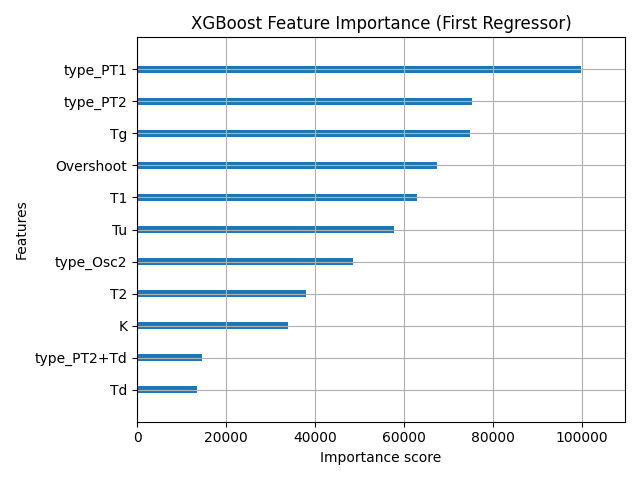 XGBoost Feature Importance (First Regressor)
type_PT1
type_PT2
Tg
Overshoot
T1
Tu
type_Osc2
T2
K
type_PT2+Td
Td
Features
0 20000 40000 60000 80000 100000
Importance score